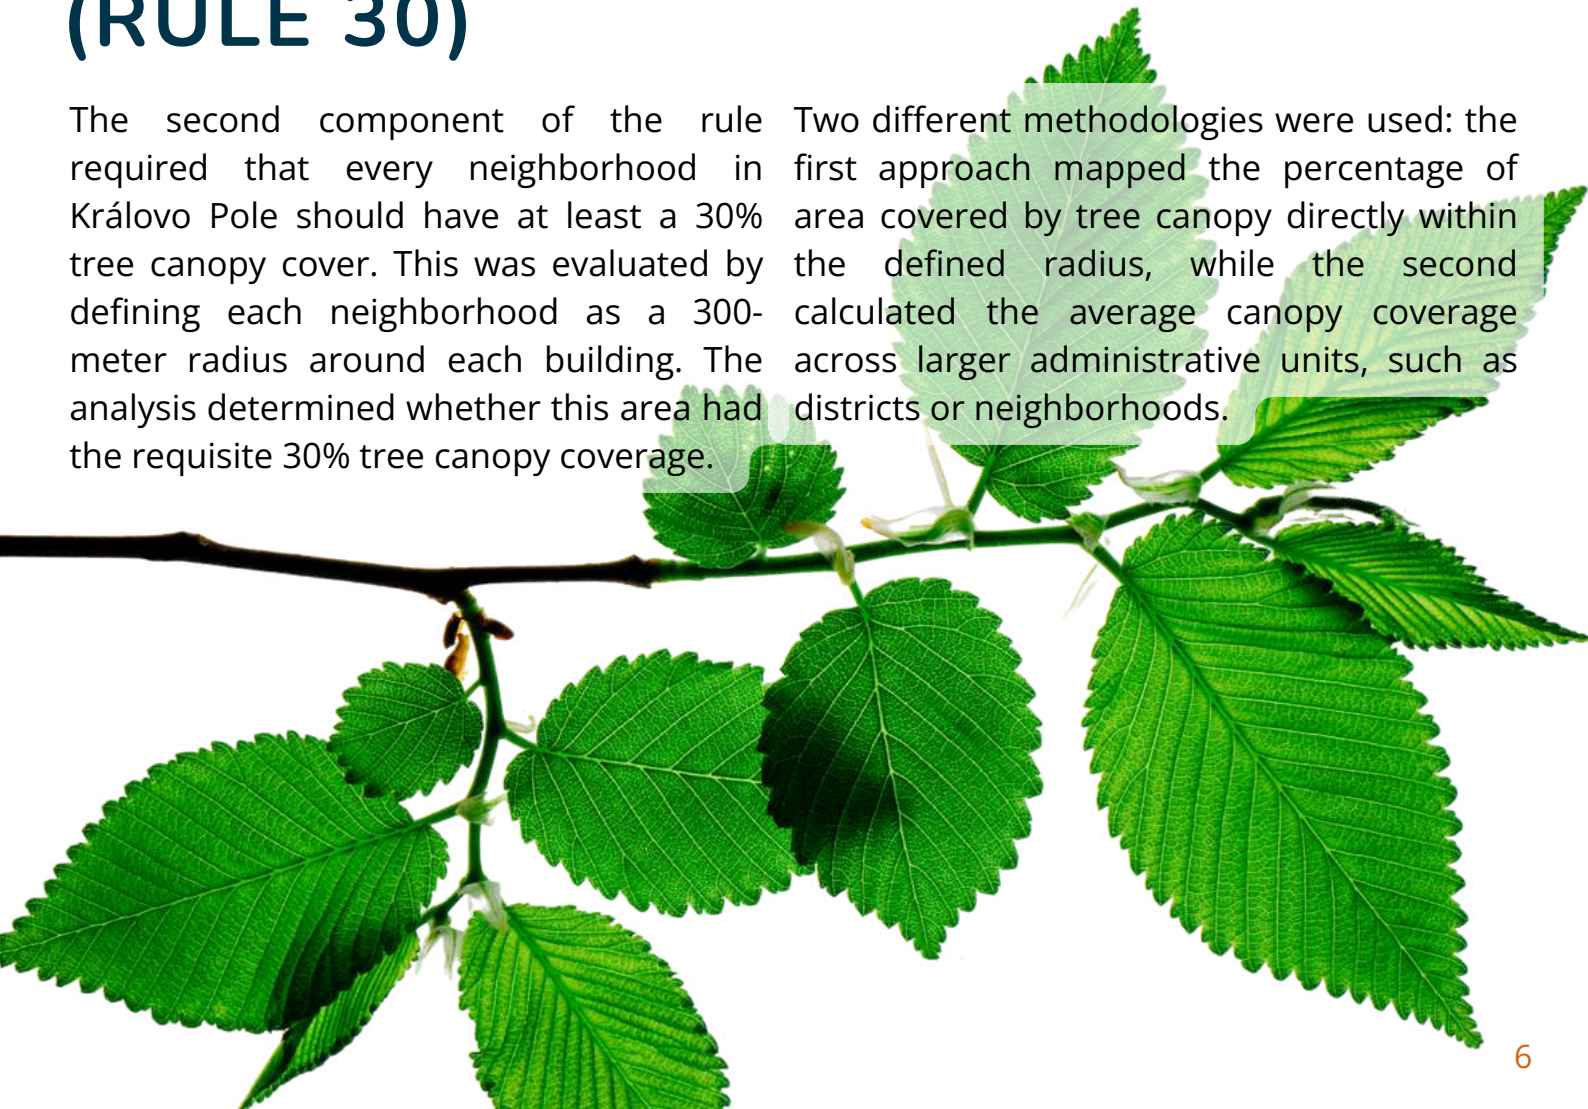 (RULE 30)
The second component of the rule
required that every neighborhood in
Královo Pole should have at least a 30%
tree canopy cover. This was evaluated by
defining each neighborhood as a 300-
meter radius around each building. The
analysis determined whether this area had
the requisite 30% tree canopy coverage.
Two different methodologies were used: the
first approach mapped the percentage of
area covered by tree canopy directly within
the defined radius, while the second
calculated the average canopy coverage
across larger administrative units, such as
districts or neighborhoods.
6